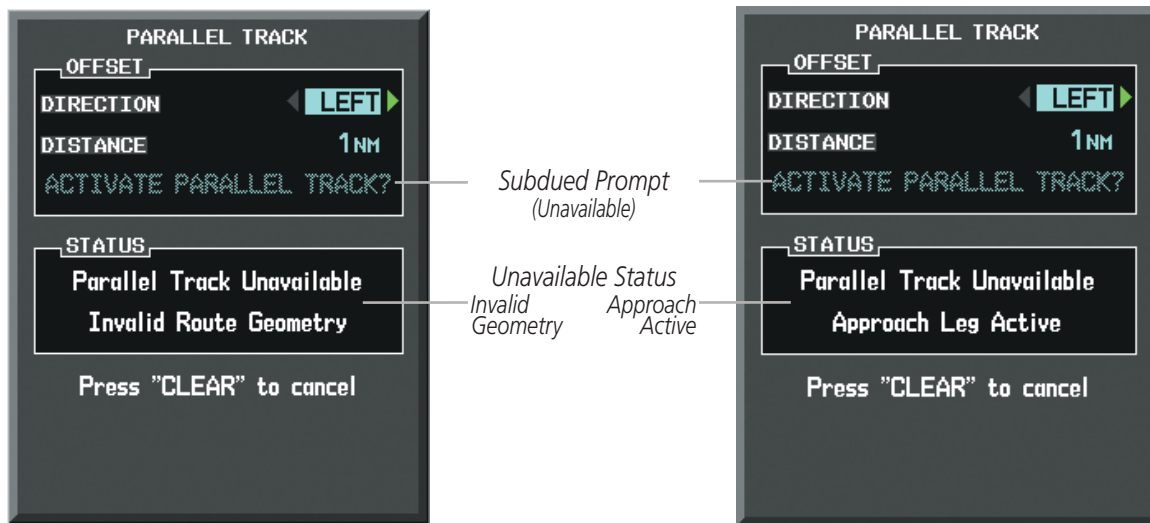 PARALLEL TRACK
OFFSET
DIRECTION LEFT
DISTANCE 1NM
ACTIVATE PARALLEL TRACK?
STATUS
Parallel Track Unavailable
Invalid Route Geometry
Press "CLEAR" to cancel
Subdued Prompt
(Unavailable)
Unavailable Status
Invalid
Geometry
Approach
Active
PARALLEL TRACK
OFFSET
DIRECTION LEFT
DISTANCE 1NM
ACTIVATE PARALLEL TRACK?
STATUS
Parallel Track Unavailable
Approach Leg Active
Press "CLEAR" to cancel